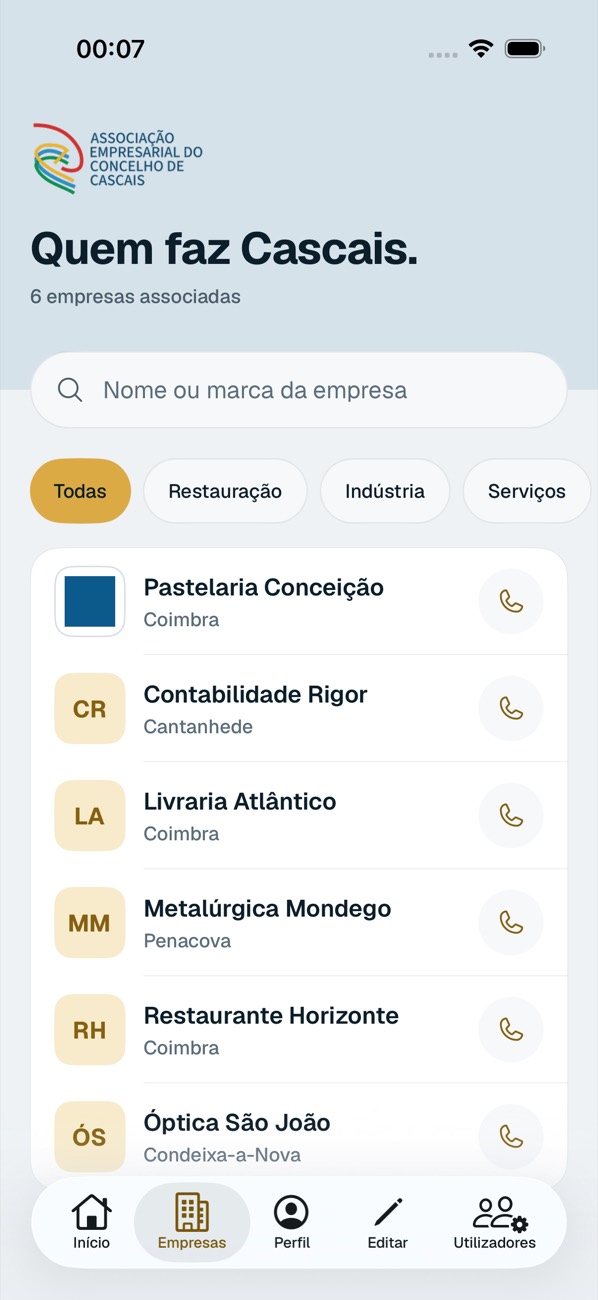 00:07
ASSOCIAÇÃO
EMPRESARIAL DO
CONCELHO DE
CASCAIS
Quem faz Cascais.
6 empresas associadas
Nome ou marca da empresa
Todas
Restauração
Indústria
Serviços
Pastelaria Conceição
Coimbra
CR
Contabilidade Rigor
Cantanhede
LA
Livraria Atlântico
Coimbra
MM
Metalúrgica Mondego
Penacova
RH
Restaurante Horizonte
Coimbra
ÓS
Óptica São João
Condeixa-a-Nova
Início
Empresas
Perfil
Editar
Utilizadores